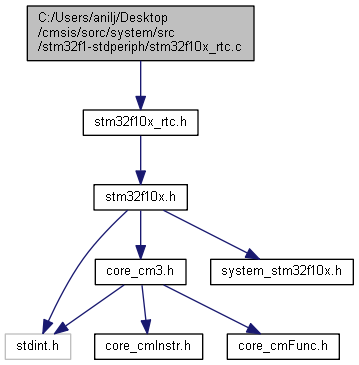 C:/Users/anilj/Desktop
/cmsis/sorc/system/src
/stm32f1-stdperiph/stm32f10x_rtc.c
stm32f10x_rtc.h
stm32f10x.h
core_cm3.h
system_stm32f10x.h
stdint.h
core_cmInstr.h
core_cmFunc.h